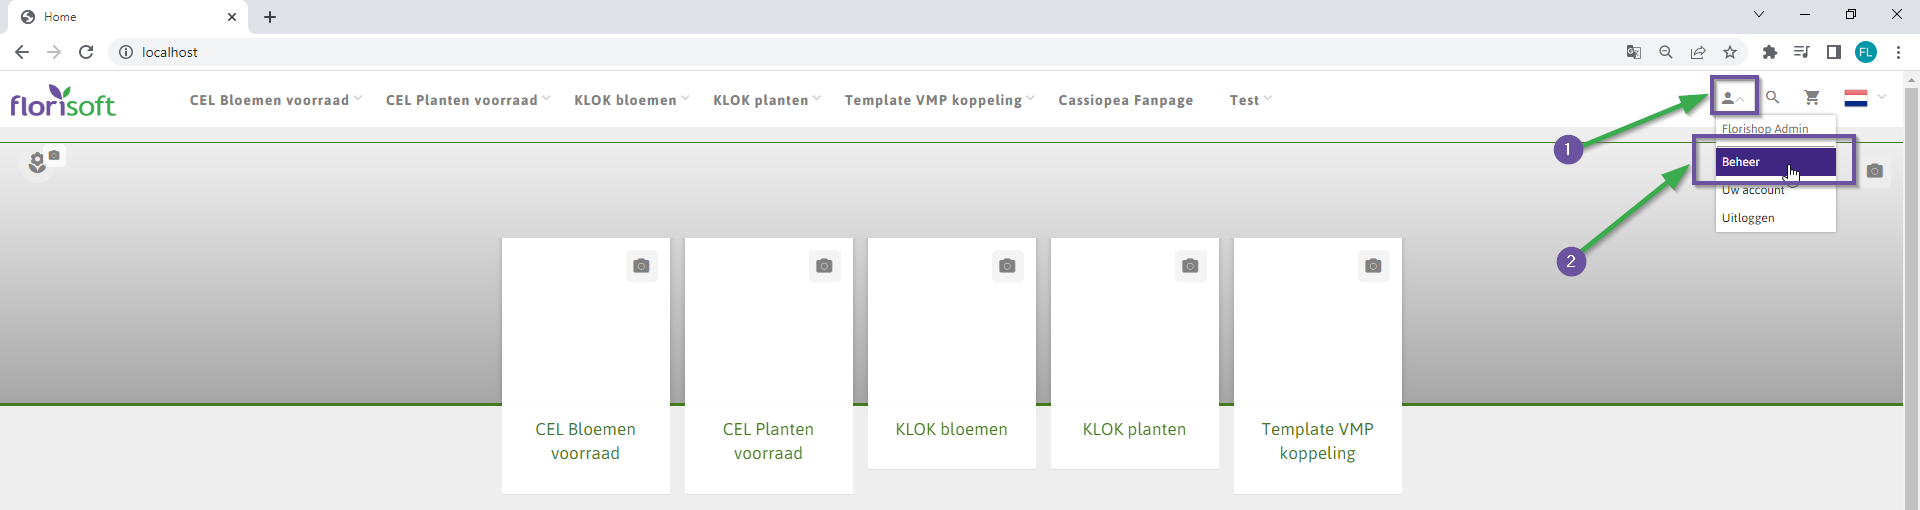 Home
localhost
FL
florisoft
CEL Bloemen voorraad
CEL Planten voorraad
KLOK bloemen
KLOK planten
Template VMP koppeling
Cassiopea Fanpage
Test
1
Florishop Admin
Beheer
Uw account
Uitloggen
2
CEL Bloemen
voorraad
CEL Planten
voorraad
KLOK bloemen
KLOK planten
Template VMP
koppeling